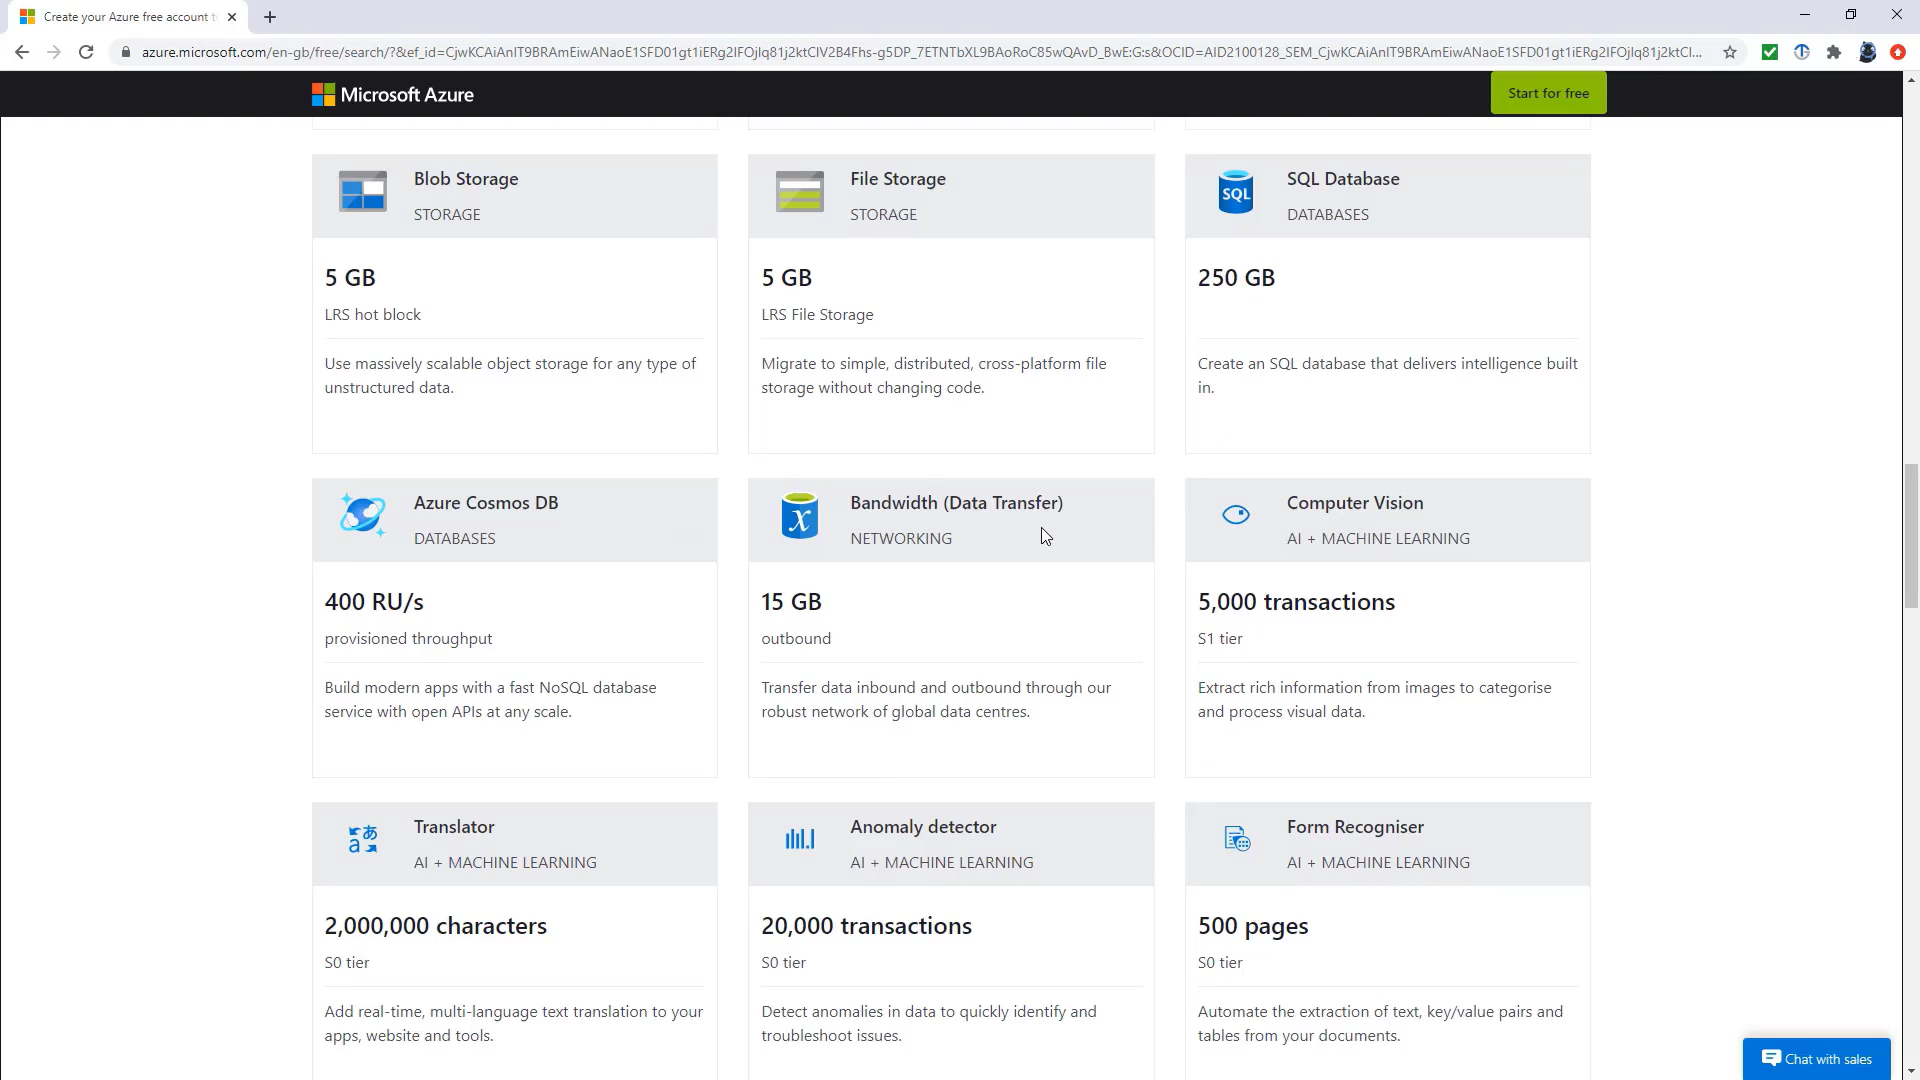 Create your Azure free account to
azure.microsoft.com/en-gb/free/search/?&ef_id=CjwKCAiAnIT9BRAmEiwANaoE1SFD01gt1iERg2IFOjIq81j2ktCIV2B4Fhs-g5DP_7ETNTbXL9BAoRoC85wQAvD_BwE:G:s&OCID=AID2100128_SEM_CjwKCAiAnIT9BRAmEiwANaoE1SFD01gt1iERg2IFOjIq81j2ktCI...
Microsoft Azure
Start for free
Blob Storage
STORAGE
5 GB
LRS hot block
Use massively scalable object storage for any type of
unstructured data.
File Storage
STORAGE
5 GB
LRS File Storage
Migrate to simple, distributed, cross-platform file
storage without changing code.
SQL
SQL Database
DATABASES
250 GB
Create an SQL database that delivers intelligence built
in.
Azure Cosmos DB
DATABASES
400 RU/s
provisioned throughput
Build modern apps with a fast NoSQL database
service with open APIs at any scale.
x
Bandwidth (Data Transfer)
NETWORKING
15 GB
outbound
Transfer data inbound and outbound through our
robust network of global data centres.
Computer Vision
AI + MACHINE LEARNING
5,000 transactions
S1 tier
Extract rich information from images to categorise
and process visual data.
あ
a
Translator
AI + MACHINE LEARNING
2,000,000 characters
S0 tier
Add real-time, multi-language text translation to your
apps, website and tools.
Anomaly detector
AI + MACHINE LEARNING
20,000 transactions
S0 tier
Detect anomalies in data to quickly identify and
troubleshoot issues.
Form Recogniser
AI + MACHINE LEARNING
500 pages
S0 tier
Automate the extraction of text, key/value pairs and
tables from your documents.
Chat with sales